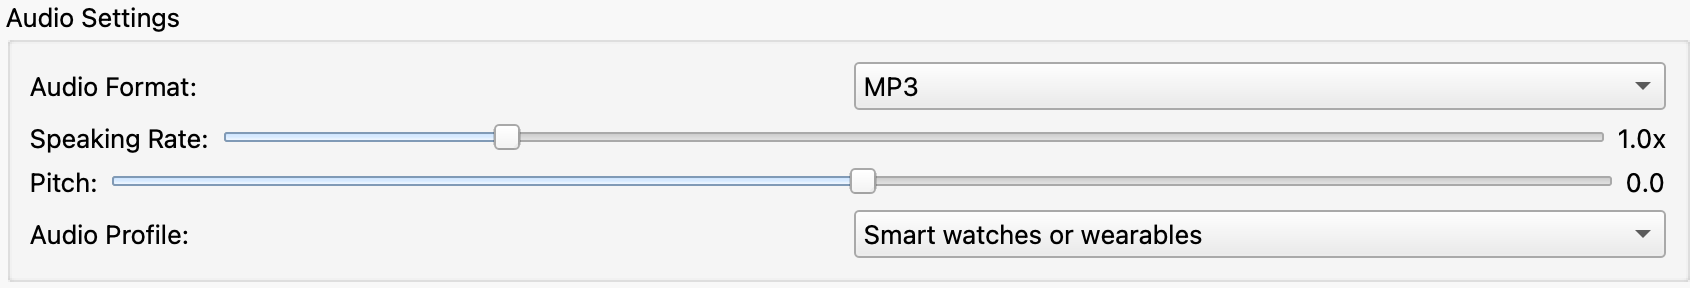 Audio Settings
Audio Format: MP3
Speaking Rate: 1.0x
Pitch: 0.0
Audio Profile: Smart watches or wearables